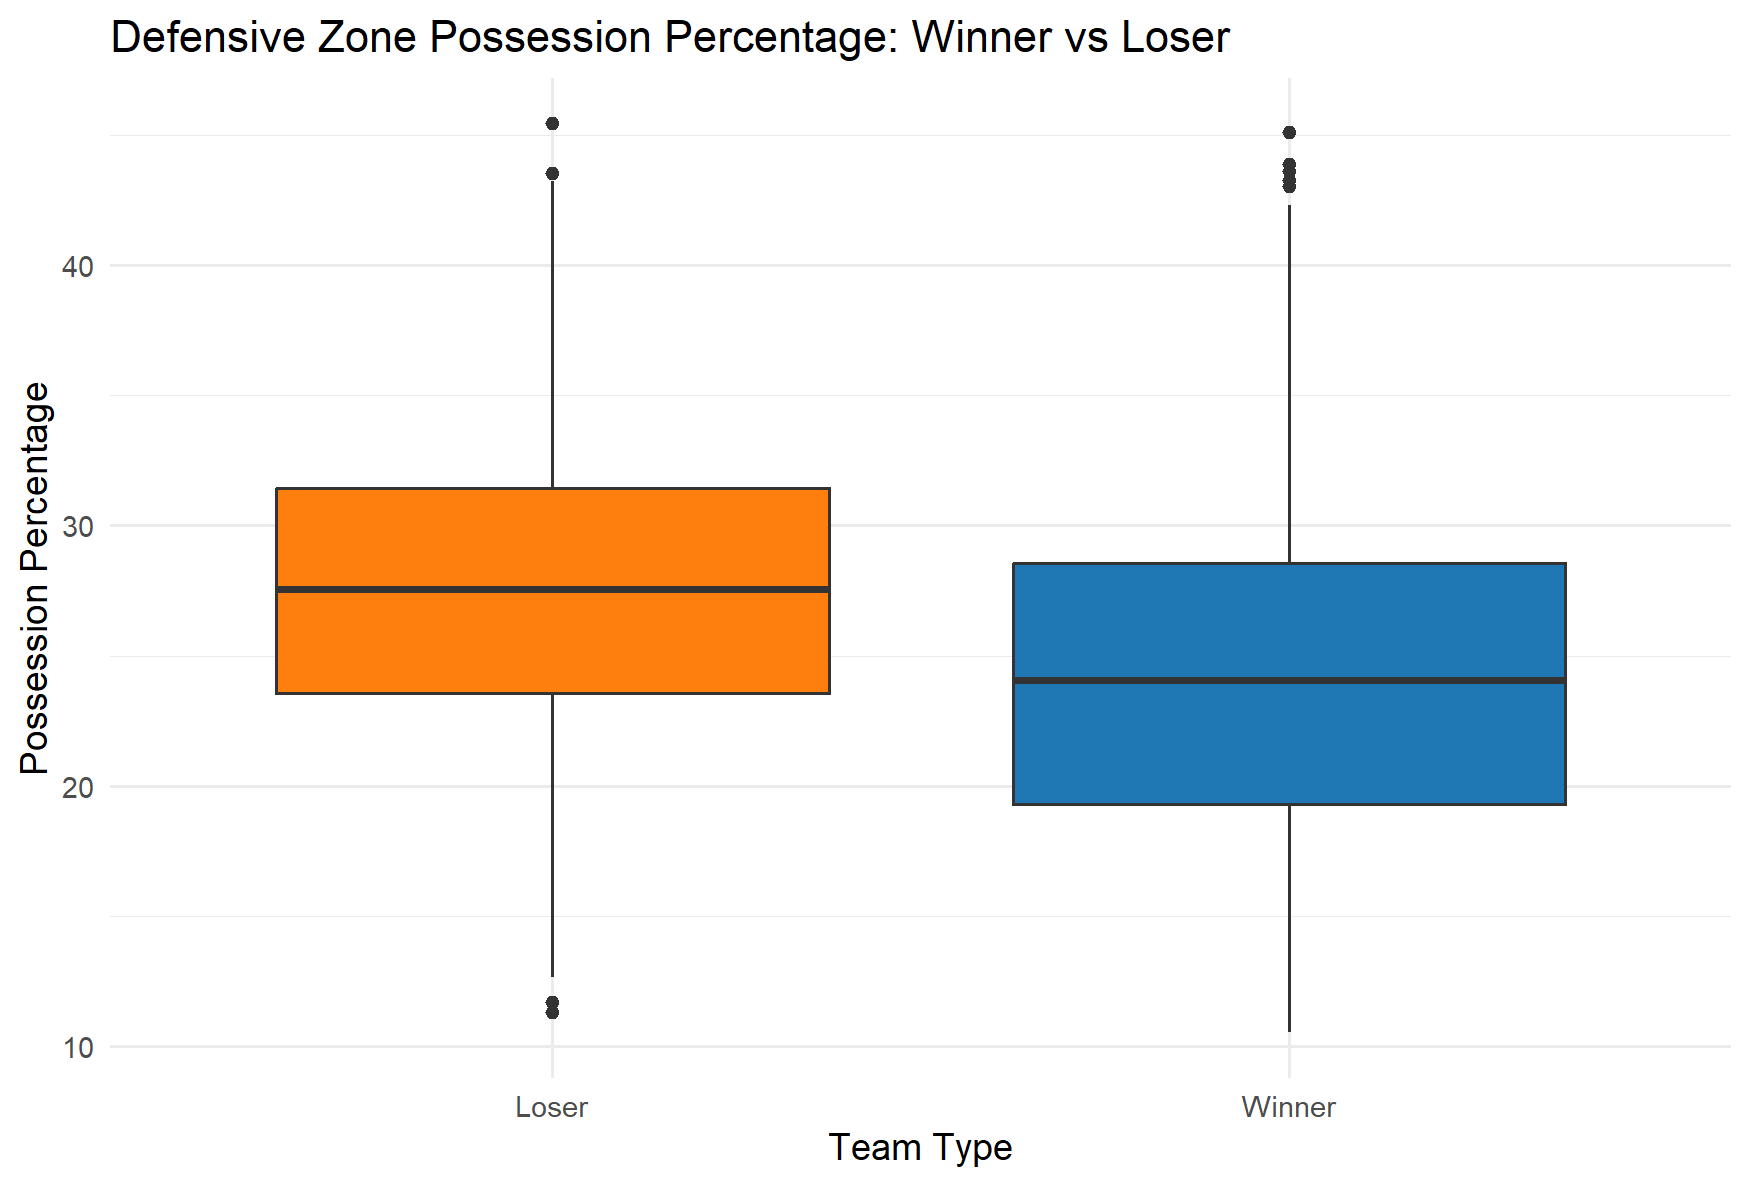 Defensive Zone Possession Percentage: Winner vs Loser
Possession Percentage
40
30
20
10
Loser Winner
Team Type